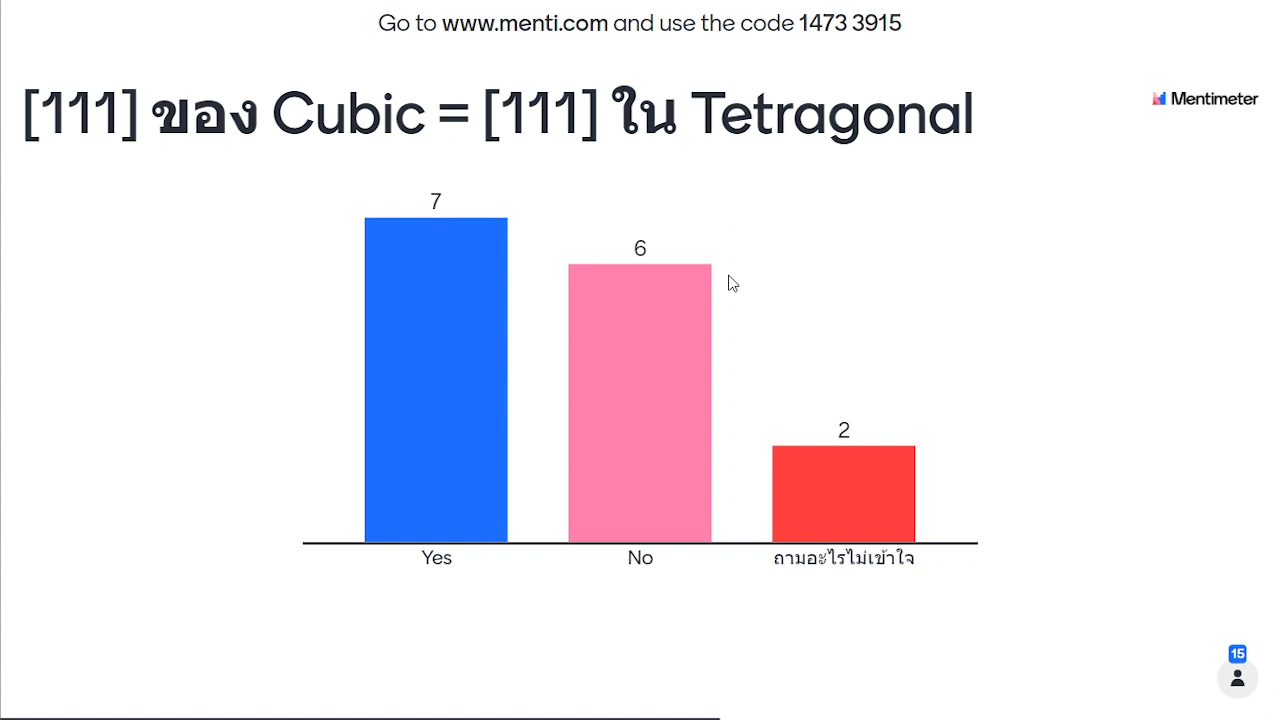 Go to www.menti.com and use the code 1473 3915
[111] ของ Cubic = [111] ใน Tetragonal
Mentimeter
7
6
2
Yes
No
ถามอะไรไม่เข้าใจ
15